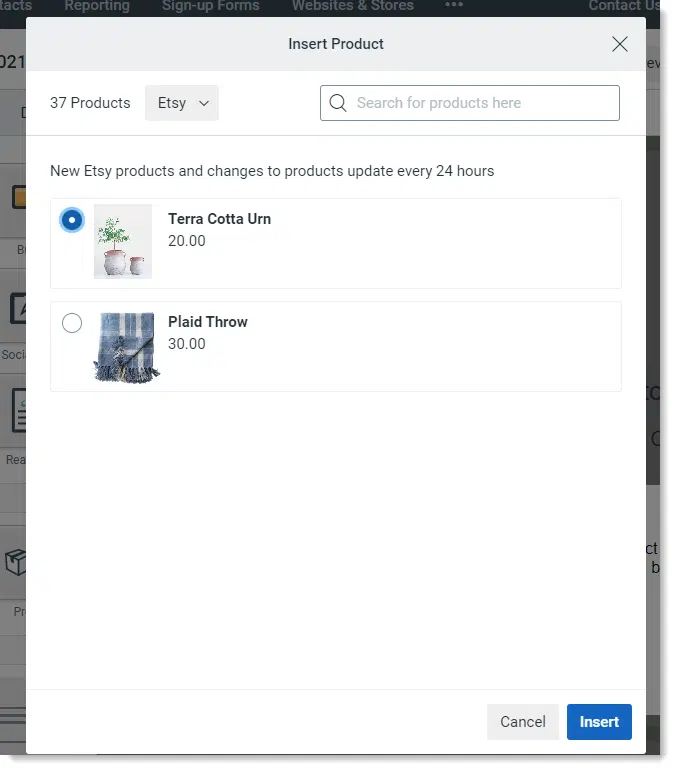 Reporting
Sign-up Forms
Websites & Stores
Contact Us
Insert Product
37 Products
Etsy
Search for products here
New Etsy products and changes to products update every 24 hours
Terra Cotta Urn
20.00
Plaid Throw
30.00
Cancel
Insert